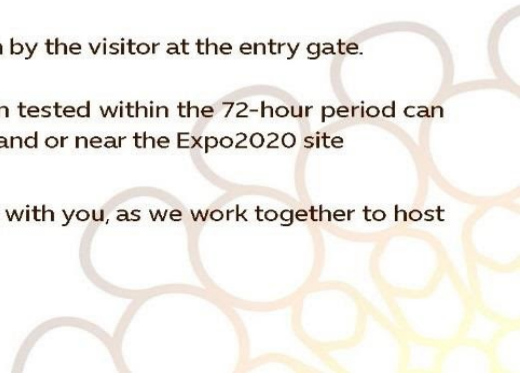 by the visitor at the entry gate.
tested within the 72-hour period can
and or near the Expo2020 site
with you, as we work together to host